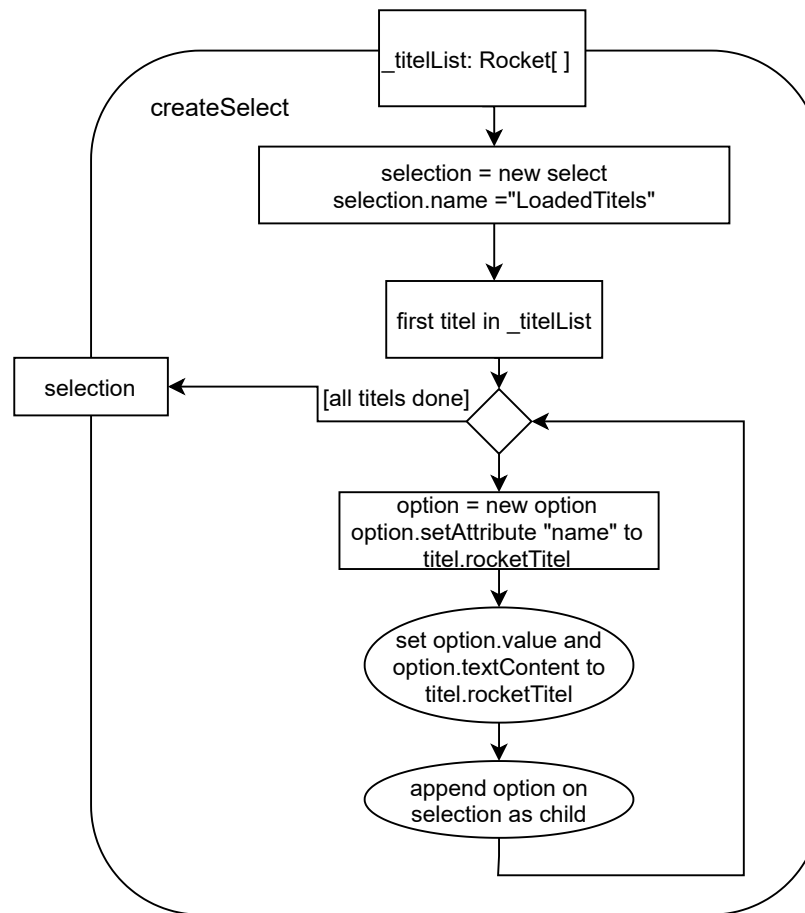 _titelList: Rocket[ ]
createSelect
selection = new select
selection.name ="LoadedTitels"
first titel in _titelList
selection
[all titels done]
option = new option
option.setAttribute "name" to
titel.rocketTitel
set option.value and
option.textContent to
titel.rocketTitel
append option on
selection as child